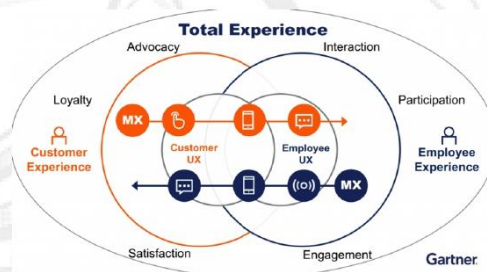 Total Experience
Advocacy
Interaction
Loyalty
Participation
MX
Customer
Experience
Customer
UX
Employee
UX
Employee
Experience
MX
Satisfaction
Engagement
Gartner